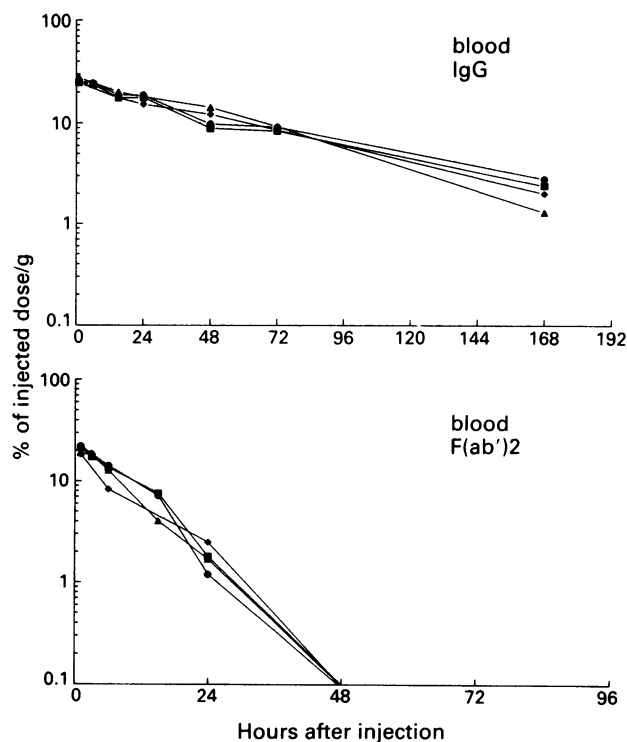 100
10
1
0.1
0 24 48 72 96 120 144 168 192
blood
IgG
% of injected dose/g
100
10
1
0.1
0 24 48 72 96
blood
F(ab')2
Hours after injection